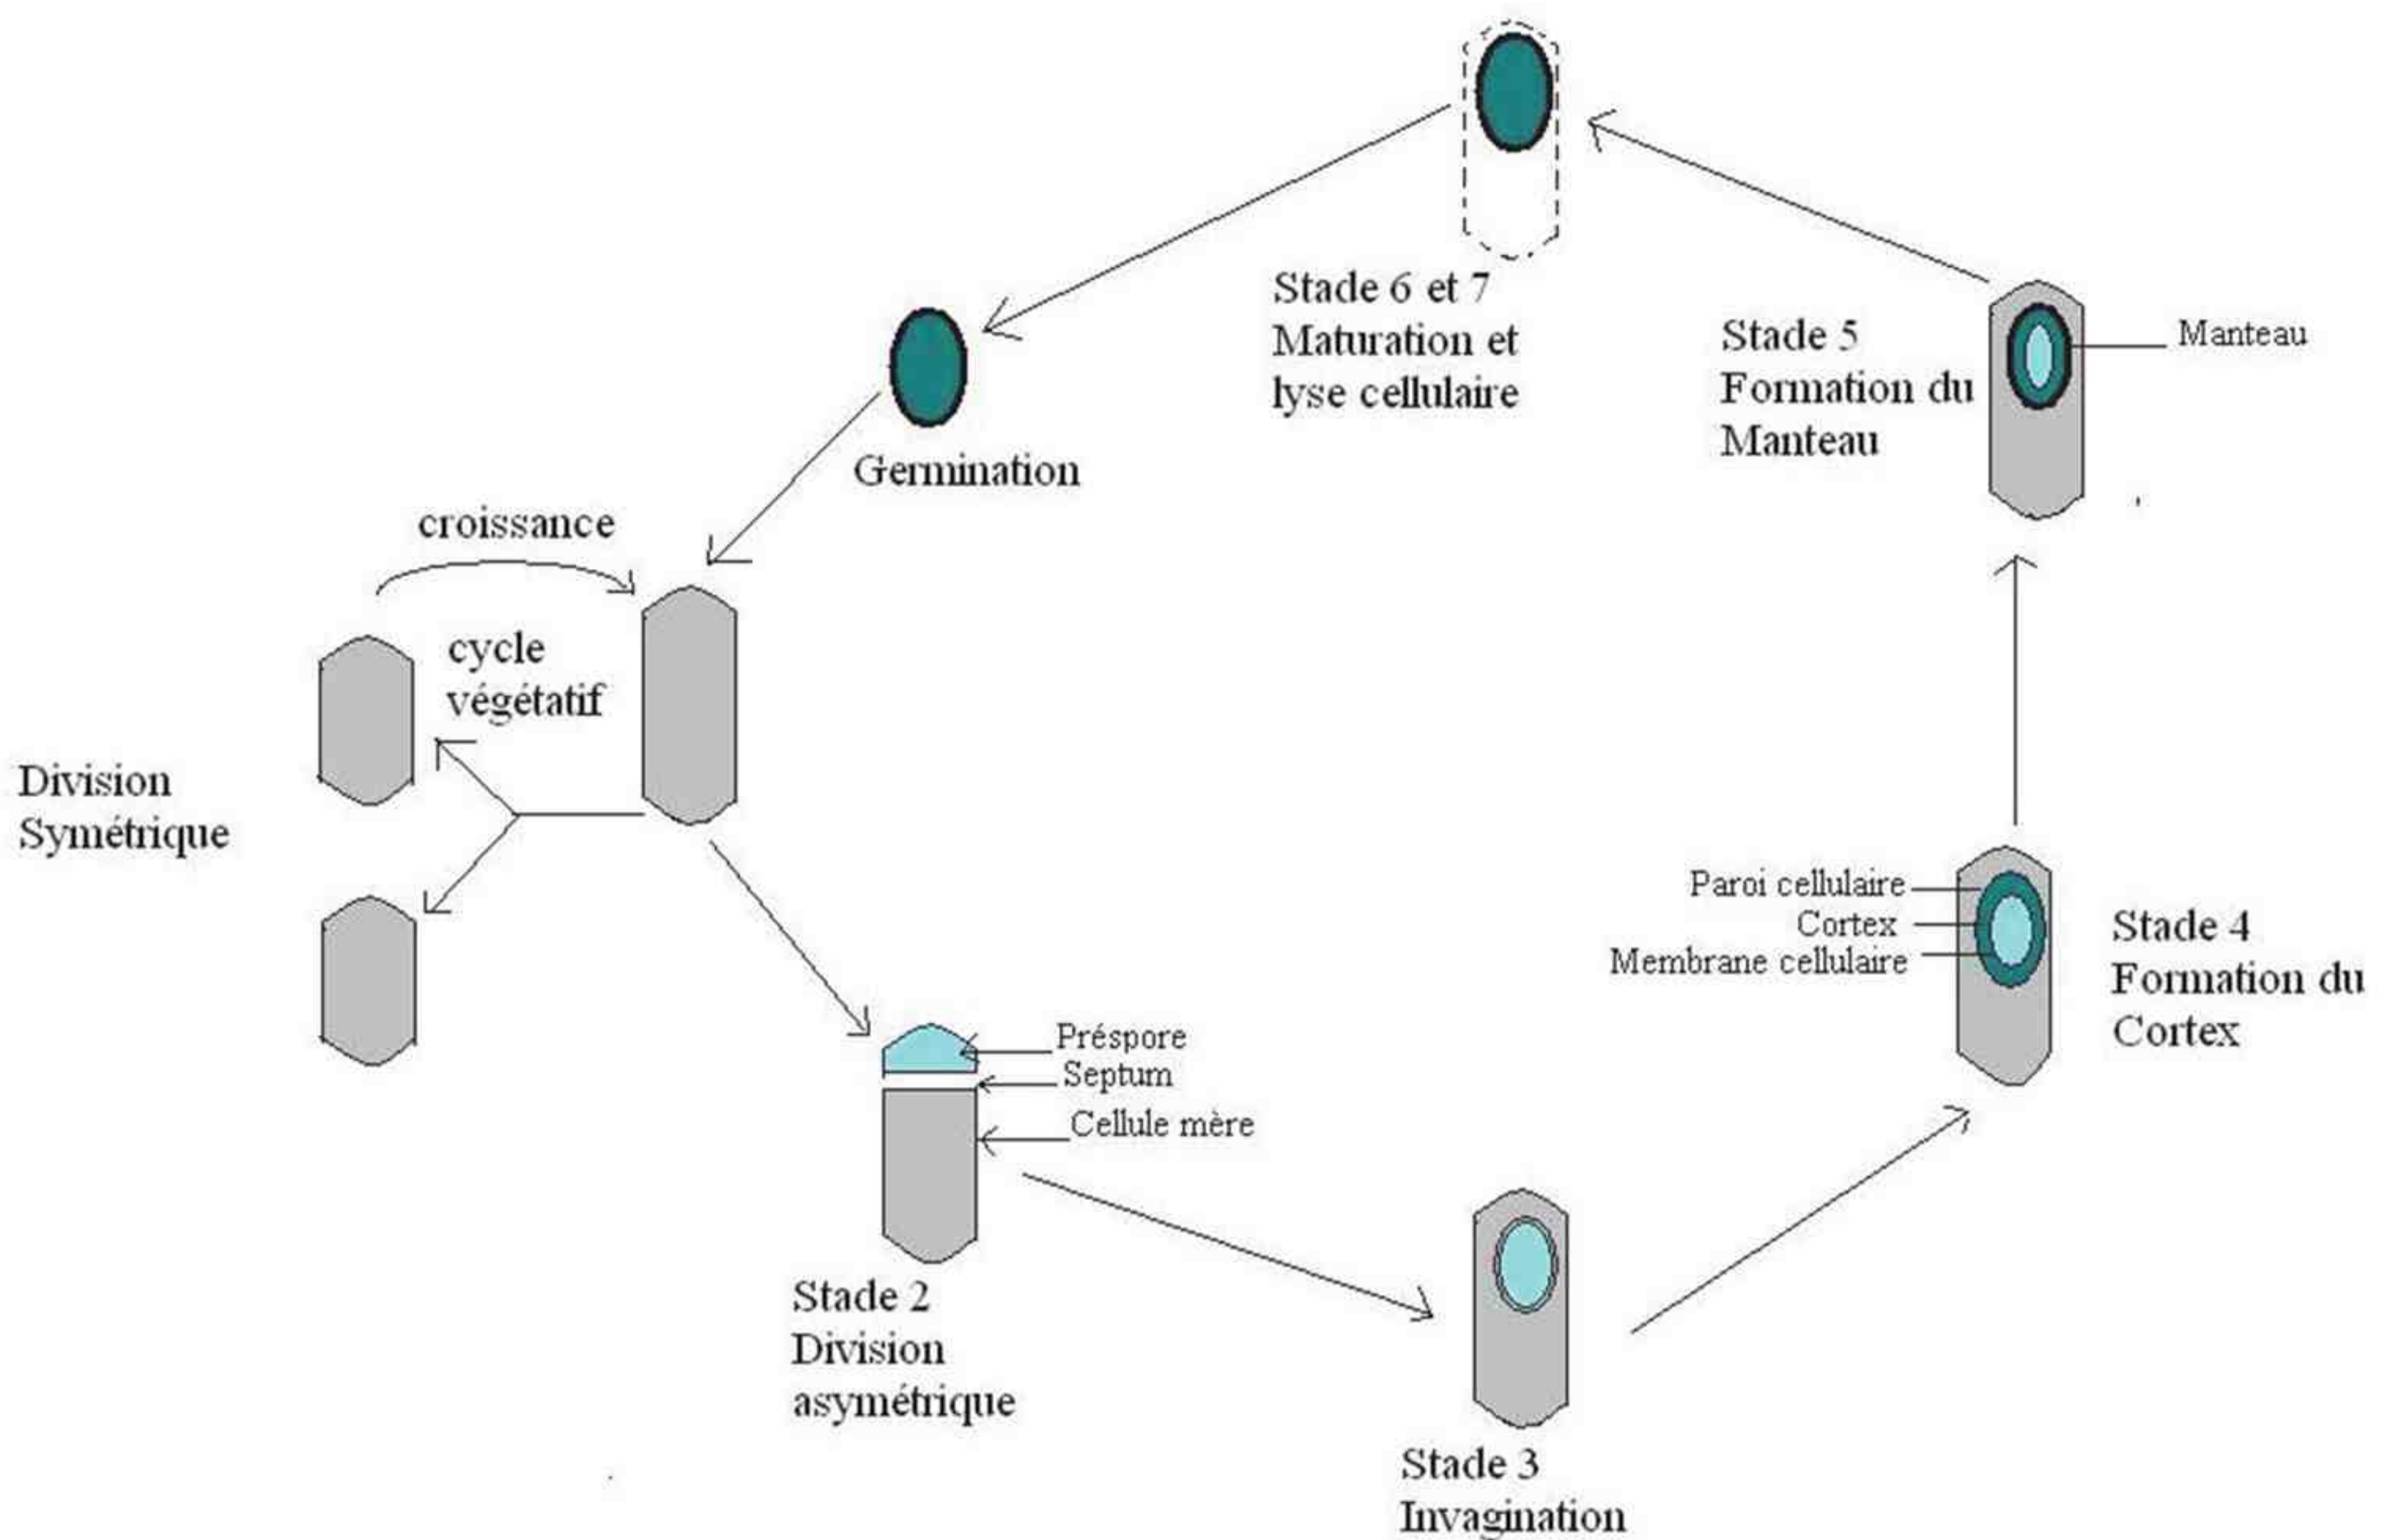 Stade 6 et 7
Maturation et
lyse cellulaire
Stade 5
Formation du
Manteau
Manteau
Germination
croissance
cycle
végétatif
Division
Symétrique
Paroi cellulaire
Cortex
Membrane cellulaire
Stade 4
Formation du
Cortex
Préspore
Septum
Cellule mère
Stade 2
Division
asymétrique
Stade 3
Invagination